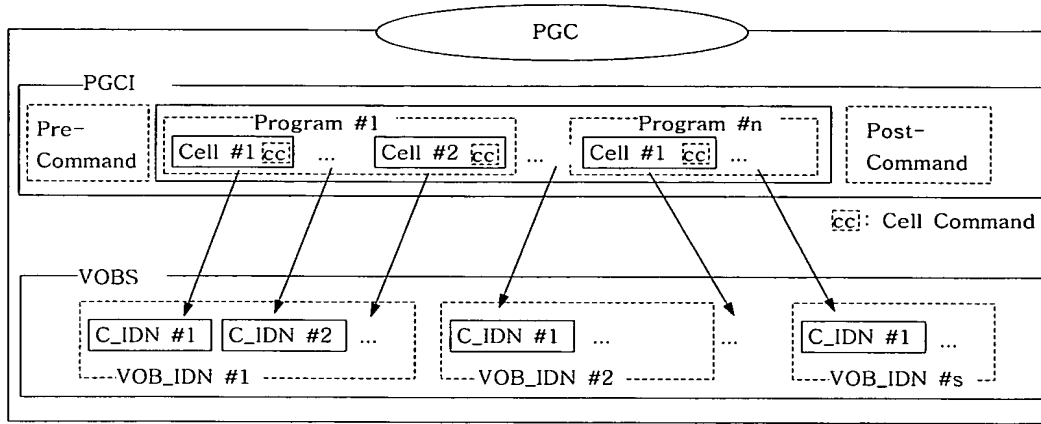 PGC
PGCI
Pre-
Command
Program #1
Cell #1 cc ... Cell #2 cc ...
Program #n
Cell #1 cc ...
Post-
Command
cc: Cell Command
VOBS
C_IDN #1 C_IDN #2 ...
VOB_IDN #1
C_IDN #1 ...
VOB_IDN #2
...
C_IDN #1 ...
VOB_IDN #s